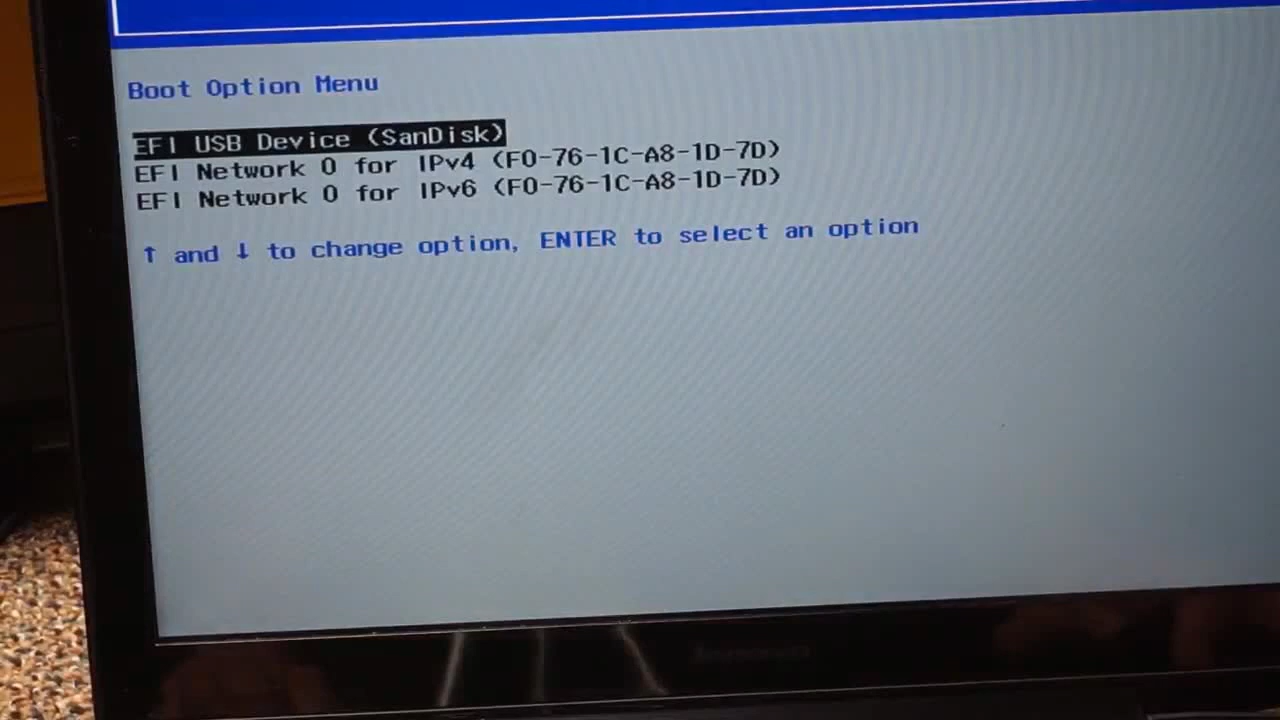 Boot Option Menu
EFI USB Device (SanDisk)
EFI Network 0 for IPv4 (F0-76-1C-A8-1D-7D)
EFI Network 0 for IPv6 (F0-76-1C-A8-1D-7D)
↑ and ↓ to change option, ENTER to select an option